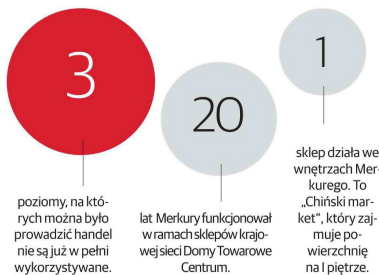 3
poziomy, na któ-
rych można było
prowadzić handel
nie są już w pełni
wykorzystywane.
20
lat Merkury funkcjonował
w ramach sklepów krajo-
wej sieci Domy Towarowe
Centrum.
1
sklep działa we
wnętrzach Mer-
kurego. To
„Chiński mar-
ket”, który zaj-
muje po-
wierzchnię
na I piętrze.